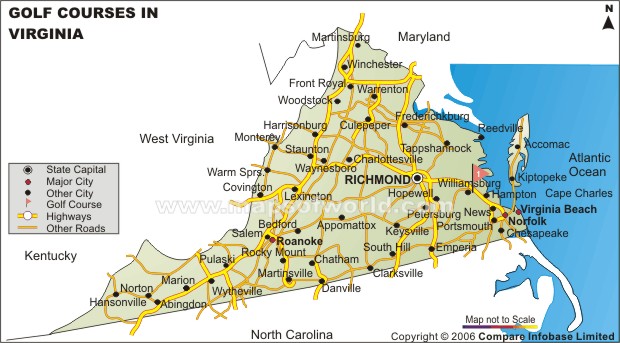 GOLF COURSES IN
VIRGINIA
N
Martinsburg
Maryland
Winchester
Front Royal
Warrenton
Woodstock
Fredericksburg
Culpeper
Harrisonburg
Reedville
West Virginia
Monterey
Staunton
Tappshannock
Accomac
Charlottesville
Atlantic
Ocean
Waynesboro
Warm Sprs.
RICHMOND
Kiptopeke
Williamsburg
Cape Charles
Covington
Lexington
Hopewell
Hampton
www.mapsofworld.com
Petersburg
News
Virginia Beach
Norfolk
Bedford
Appomattox
Keysville
Portsmouth
Chesapeake
Salem
Roanoke
Rocky Mount
South Hill
Emperia
Kentucky
Pulaski
Chatham
Clarksville
Marion
Martinsville
Norton
Wytheville
Danville
Hansonville
Abingdon
State Capital
Major City
Other City
Golf Course
Highways
Other Roads
North Carolina
Map not to Scale
Copyright © 2006 Compare Infobase Limited